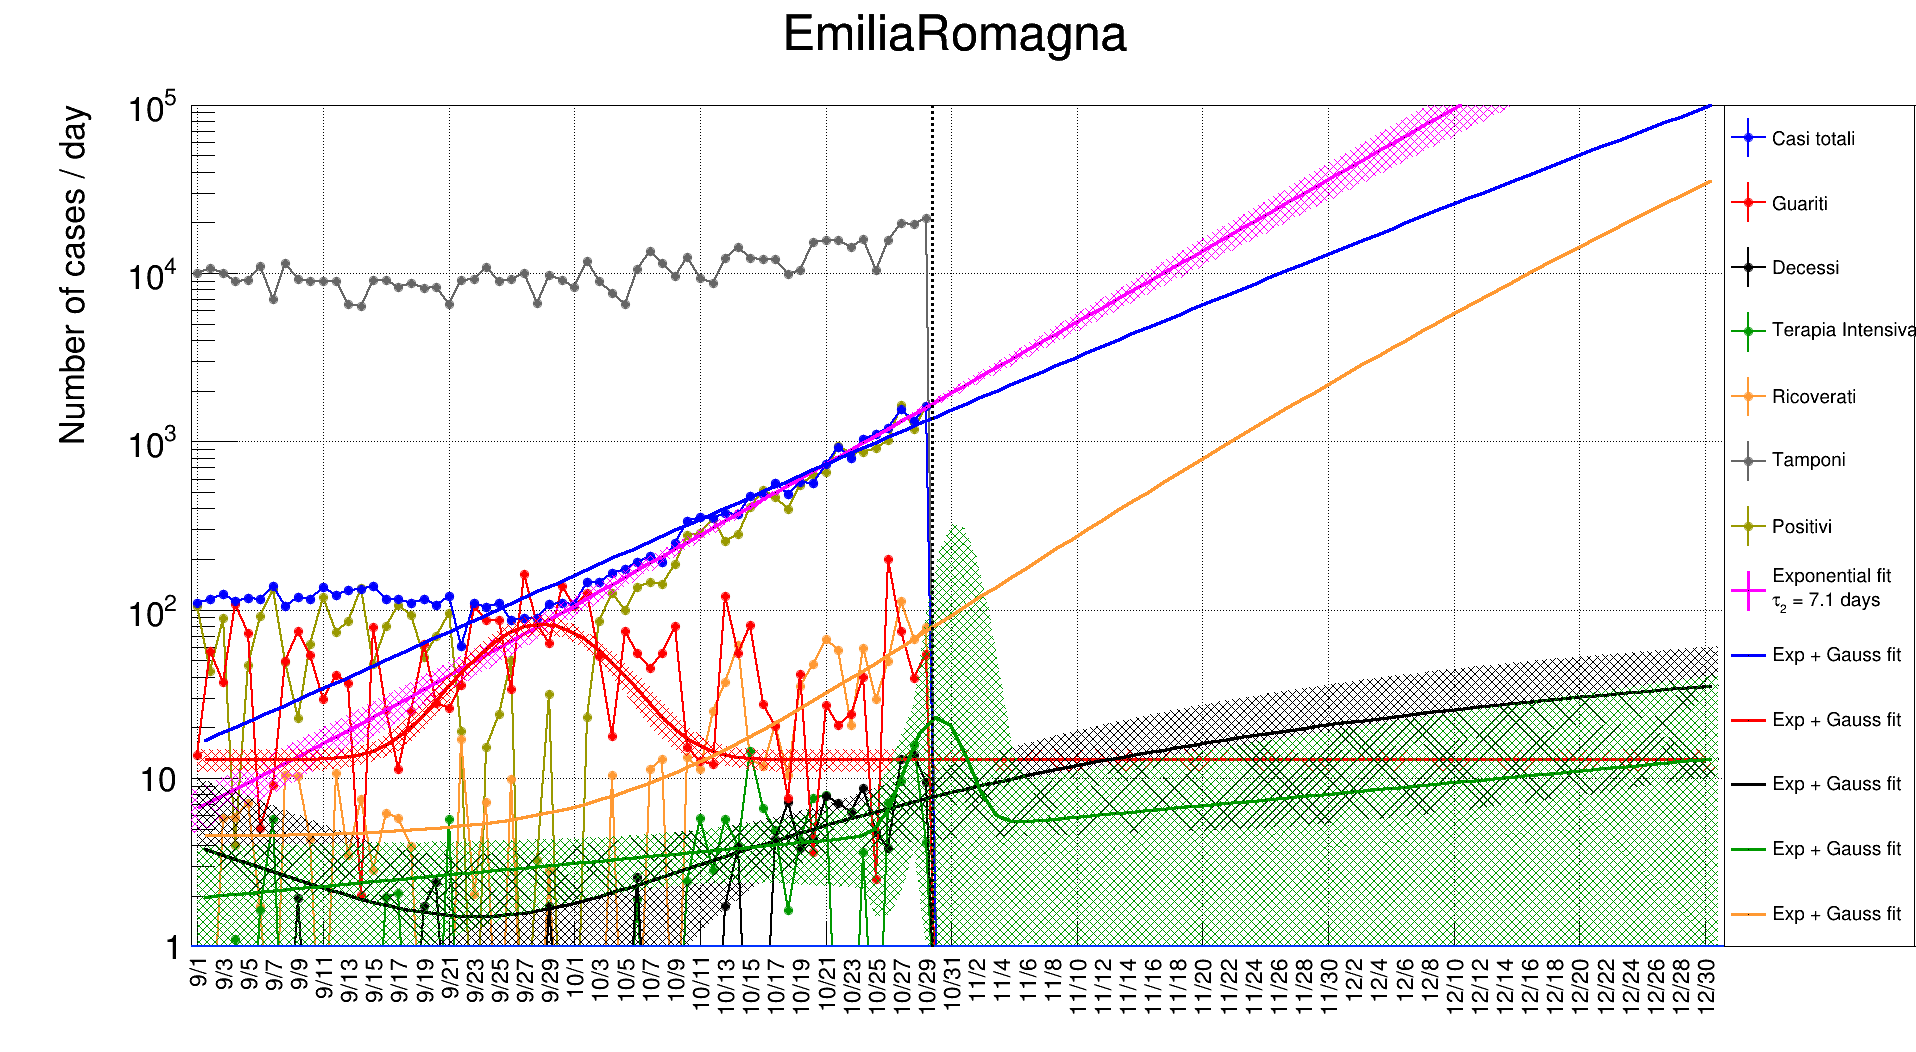 EmiliaRomagna
Number of cases / day
10^5
10^4
10^3
10^2
10
1
9/1 9/3 9/5 9/7 9/9 9/11 9/13 9/15 9/17 9/19 9/21 9/23 9/25 9/27 9/29 10/1 10/3 10/5 10/7 10/9 10/11 10/13 10/15 10/17 10/19 10/21 10/23 10/25 10/27 10/29 10/31 11/2 11/4 11/6 11/8 11/10 11/12 11/14 11/16 11/18 11/20 11/22 11/24 11/26 11/28 11/30 12/2 12/4 12/6 12/8 12/10 12/12 12/14 12/16 12/18 12/20 12/22 12/24 12/26 12/28 12/30
Casi totali
Guariti
Decessi
Terapia Intensiva
Ricoverati
Tamponi
Positivi
Exponential fit
τ₂ = 7.1 days
Exp + Gauss fit
Exp + Gauss fit
Exp + Gauss fit
Exp + Gauss fit
Exp + Gauss fit